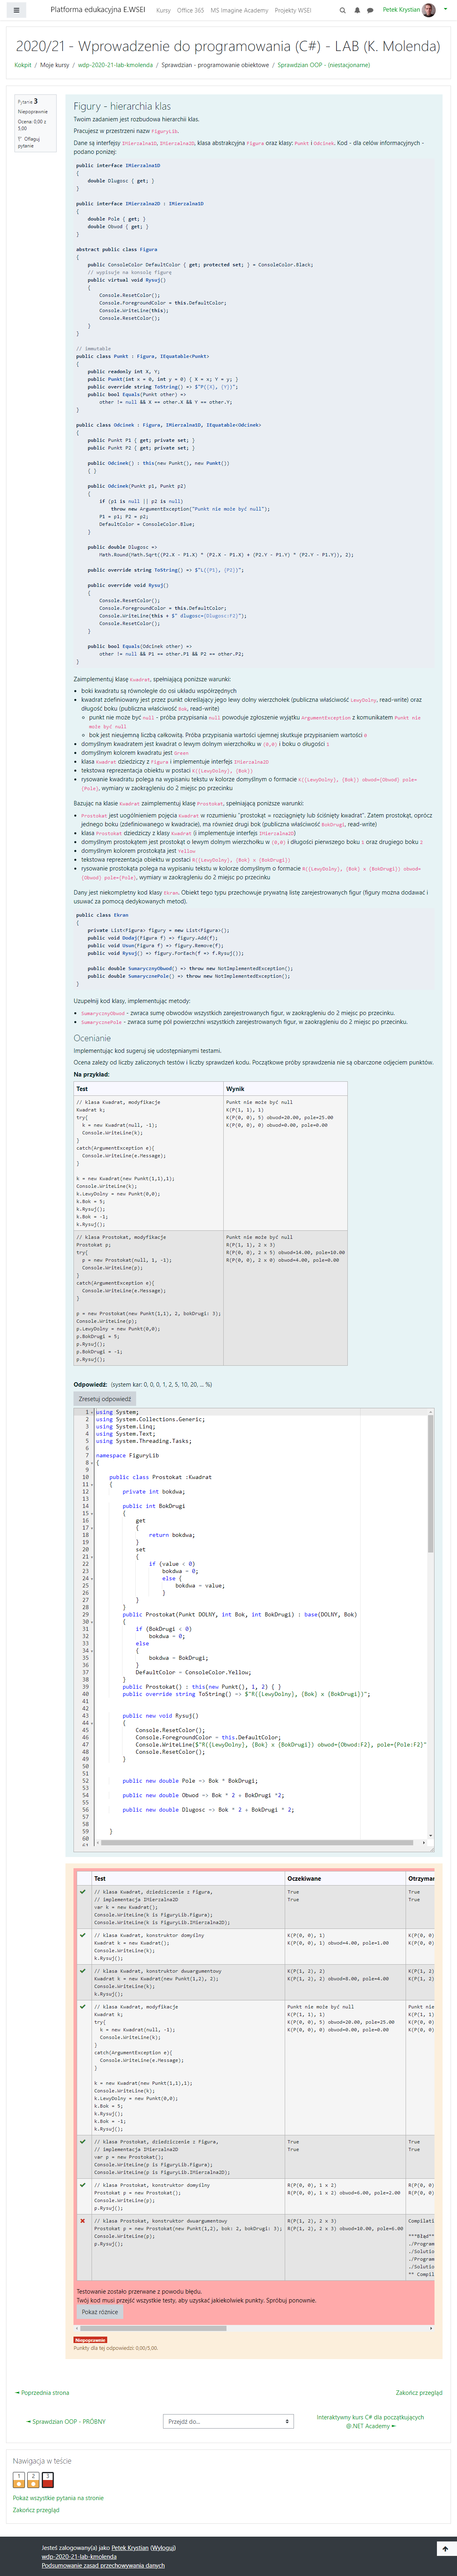 Platforma edukacyjna E.WSEI
Kursy
Office 365
MS Imagine Academy
Projekty WSEI
Petek Krystian
2020/21 - Wprowadzenie do programowania (C#) - LAB (K. Molenda)
Kokpit / Moje kursy / wdp-2020-21-lab-kmolenda / Sprawdzian - programowanie obiektowe / Sprawdzian OOP - (niestacjonarne)
Pytanie 3
Niepoprawnie
Ocena: 0,00 z 5,00
Oflaguj pytanie
Figury - hierarchia klas
Twoim zadaniem jest rozbudowa hierarchii klas.
Pracujesz w przestrzeni nazw FiguryLib.
Dane są interfejsy IMierzalna1D, IMierzalna2D, klasa abstrakcyjna Figura oraz klasy: Punkt i Odcinek. Kod - dla celów informacyjnych - podano poniżej:
public interface IMierzalna1D
{
double Dlugosc { get; }
}
public interface IMierzalna2D : IMierzalna1D
{
double Pole { get; }
double Obwod { get; }
}
abstract public class Figura
{
public ConsoleColor DefaultColor { get; protected set; } = ConsoleColor.Black;
// wypisuje na konsolę figurę
public virtual void Rysuj()
{
Console.ResetColor();
Console.ForegroundColor = this.DefaultColor;
Console.WriteLine(this);
Console.ResetColor();
}
}
// immutable
public class Punkt : Figura, IEquatable<Punkt>
{
public readonly int X, Y;
public Punkt(int x = 0, int y = 0) { X = x; Y = y; }
public override string ToString() => $"P({X}, {Y})";
public bool Equals(Punkt other) =>
other != null && X == other.X && Y == other.Y;
}
public class Odcinek : Figura, IMierzalna1D, IEquatable<Odcinek>
{
public Punkt P1 { get; private set; }
public Punkt P2 { get; private set; }
public Odcinek() : this(new Punkt(), new Punkt())
{ }
public Odcinek(Punkt p1, Punkt p2)
{
if (p1 is null || p2 is null)
throw new ArgumentException("Punkt nie może być null");
P1 = p1; P2 = p2;
DefaultColor = ConsoleColor.Blue;
}
public double Dlugosc =>
Math.Round(Math.Sqrt((P2.X - P1.X) * (P2.X - P1.X) + (P2.Y - P1.Y) * (P2.Y - P1.Y)), 2);
public override string ToString() => $"L({P1}, {P2})";
public override void Rysuj()
{
Console.ResetColor();
Console.ForegroundColor = this.DefaultColor;
Console.WriteLine(this + $" dlugosc={Dlugosc:F2}");
Console.ResetColor();
}
public bool Equals(Odcinek other) =>
other != null && P1 == other.P1 && P2 == other.P2;
}
Zaimplementuj klasę Kwadrat, spełniającą poniższe warunki:
boki kwadratu są równoległe do osi układu współrzędnych
kwadrat zdefiniowany jest przez punkt określający jego lewy dolny wierzchołek (publiczna właściwość LewyDolny, read-write) oraz długość boku (publiczna właściwość Bok, read-write)
punkt nie może być null - próba przypisania null powoduje zgłoszenie wyjątku ArgumentException z komunikatem Punkt nie może być null
bok jest nieujemną liczbą całkowitą. Próba przypisania wartości ujemnej skutkuje przypisaniem wartości 0
domyślnym kwadratem jest kwadrat o lewym dolnym wierzchołku w (0,0) i boku o długości 1
domyślnym kolorem kwadratu jest Green
klasa Kwadrat dziedziczy z Figura i implementuje interfejs IMierzalna2D
tekstowa reprezentacja obiektu w postaci K({LewyDolny}, {Bok})
rysowanie kwadratu polega na wypisaniu tekstu w kolorze domyślnym o formacie K({LewyDolny}, {Bok}) obwod={Obwod} pole={Pole}, wymiary w zaokrągleniu do 2 miejsc po przecinku
Bazując na klasie Kwadrat zaimplementuj klasę Prostokat, spełniającą poniższe warunki:
Prostokat jest uogólnieniem pojęcia Kwadrat w rozumieniu "prostokąt = rozciągnięty lub ściśnięty kwadrat". Zatem prostokąt, oprócz jednego boku (zdefiniowanego w kwadracie), ma również drugi bok (publiczna właściwość BokDrugi, read-write)
klasa Prostokat dziedziczy z klasy Kwadrat (i implementuje interfejs IMierzalna2D)
domyślnym prostokątem jest prostokąt o lewym dolnym wierzchołku w (0,0) i długości pierwszego boku 1 oraz drugiego boku 2
domyślnym kolorem prostokąta jest Yellow
tekstowa reprezentacja obiektu w postaci R({LewyDolny}, {Bok} x {BokDrugi})
rysowanie prostokąta polega na wypisaniu tekstu w kolorze domyślnym o formacie R({LewyDolny}, {Bok} x {BokDrugi}) obwod={Obwod} pole={Pole}, wymiary w zaokrągleniu do 2 miejsc po przecinku
Dany jest niekompletny kod klasy Ekran. Obiekt tego typu przechowuje prywatną listę zarejestrowanych figur (figury można dodawać i usuwać za pomocą dedykowanych metod).
public class Ekran
{
private List<Figura> figury = new List<Figura>();
public void Dodaj(Figura f) => figury.Add(f);
public void Usun(Figura f) => figury.Remove(f);
public void Rysuj() => figury.ForEach(f => f.Rysuj());
public double SumarycznyObwod() => throw new NotImplementedException();
public double SumarycznePole() => throw new NotImplementedException();
}
Uzupełnij kod klasy, implementując metody:
SumarycznyObwod - zwraca sumę obwodów wszystkich zarejestrowanych figur, w zaokrągleniu do 2 miejsc po przecinku.
SumarycznePole - zwraca sumę pól powierzchni wszystkich zarejestrowanych figur, w zaokrągleniu do 2 miejsc po przecinku.
Ocenianie
Implementując kod sugeruj się udostępnianymi testami.
Ocena zależy od liczby zaliczonych testów i liczby sprawdzeń kodu. Początkowe próby sprawdzenia nie są obarczone odjęciem punktów.
Na przykład:
Test Wynik
// klasa Kwadrat, modyfikacje
Kwadrat k;
try{
k = new Kwadrat(null, -1);
Console.WriteLine(k);
}
catch(ArgumentException e){
Console.WriteLine(e.Message);
}
k = new Kwadrat(new Punkt(1,1),1);
Console.WriteLine(k);
k.LewyDolny = new Punkt(0,0);
k.Bok = 5;
k.Rysuj();
k.Bok = -1;
k.Rysuj();
Punkt nie może być null
K(P(1, 1), 1)
K(P(0, 0), 5) obwod=20.00, pole=25.00
K(P(0, 0), 0) obwod=0.00, pole=0.00
// klasa Prostokat, modyfikacje
Prostokat p;
try{
p = new Prostokat(null, 1, -1);
Console.WriteLine(p);
}
catch(ArgumentException e){
Console.WriteLine(e.Message);
}
p = new Prostokat(new Punkt(1,1), 2, bokDrugi: 3);
Console.WriteLine(p);
p.LewyDolny = new Punkt(0,0);
p.BokDrugi = 5;
p.Rysuj();
p.BokDrugi = -1;
p.Rysuj();
Punkt nie może być null
R(P(1, 1), 2 x 3)
R(P(0, 0), 2 x 5) obwod=14.00, pole=10.00
R(P(0, 0), 2 x 0) obwod=4.00, pole=0.00
Odpowiedź: (system kar: 0, 0, 0, 1, 2, 5, 10, 20, ... %)
Zresetuj odpowiedź
1 using System;
2 using System.Collections.Generic;
3 using System.Linq;
4 using System.Text;
5 using System.Threading.Tasks;
6
7 namespace FiguryLib
8 {
9
10 public class Prostokat :Kwadrat
11 {
12 private int bokdwa;
13
14 public int BokDrugi
15 {
16 get
17 {
18 return bokdwa;
19 }
20 set
21 {
22 if (value < 0)
23 bokdwa = 0;
24 else {
25 bokdwa = value;
26 }
27 }
28 }
29 public Prostokat(Punkt DOLNY, int Bok, int BokDrugi) : base(DOLNY, Bok)
30 {
31 if (BokDrugi < 0)
32 bokdwa = 0;
33 else
34 {
35 bokdwa = BokDrugi;
36 }
37 DefaultColor = ConsoleColor.Yellow;
38 }
39 public Prostokat() : this(new Punkt(), 1, 2) { }
40 public override string ToString() => $"R({LewyDolny}, {Bok} x {BokDrugi})";
41
42
43 public new void Rysuj()
44 {
45 Console.ResetColor();
46 Console.ForegroundColor = this.DefaultColor;
47 Console.WriteLine($"R({LewyDolny}, {Bok} x {BokDrugi}) obwod={Obwod:F2}, pole={Pole:F2}"
48 Console.ResetColor();
49 }
50
51
52 public new double Pole => Bok * BokDrugi;
53
54 public new double Obwod => Bok * 2 + BokDrugi *2;
55
56 public new double Dlugosc => Bok * 2 + BokDrugi * 2;
57
58
59 }
60
Test Oczekiwane Otrzyman
// klasa Kwadrat, dziedziczenie z Figura,
// implementacja IMierzalna2D
var k = new Kwadrat();
Console.WriteLine(k is FiguryLib.Figura);
Console.WriteLine(k is FiguryLib.IMierzalna2D);
True
True
True
True
// klasa Kwadrat, konstruktor domyślny
Kwadrat k = new Kwadrat();
Console.WriteLine(k);
k.Rysuj();
K(P(0, 0), 1)
K(P(0, 0), 1) obwod=4.00, pole=1.00
K(P(0, 0)
K(P(0, 0)
// klasa Kwadrat, konstruktor dwuargumentowy
Kwadrat k = new Kwadrat(new Punkt(1,2), 2);
Console.WriteLine(k);
k.Rysuj();
K(P(1, 2), 2)
K(P(1, 2), 2) obwod=8.00, pole=4.00
K(P(1, 2)
K(P(1, 2)
// klasa Kwadrat, modyfikacje
Kwadrat k;
try{
k = new Kwadrat(null, -1);
Console.WriteLine(k);
}
catch(ArgumentException e){
Console.WriteLine(e.Message);
}
k = new Kwadrat(new Punkt(1,1),1);
Console.WriteLine(k);
k.LewyDolny = new Punkt(0,0);
k.Bok = 5;
k.Rysuj();
k.Bok = -1;
k.Rysuj();
Punkt nie może być null
K(P(1, 1), 1)
K(P(0, 0), 5) obwod=20.00, pole=25.00
K(P(0, 0), 0) obwod=0.00, pole=0.00
Punkt nie
K(P(1, 1)
K(P(0, 0)
K(P(0, 0)
// klasa Prostokat, dziedziczenie z Figura,
// implementacja IMierzalna2D
var p = new Prostokat();
Console.WriteLine(p is FiguryLib.Figura);
Console.WriteLine(p is FiguryLib.IMierzalna2D);
True
True
True
True
// klasa Prostokat, konstruktor domyślny
Prostokat p = new Prostokat();
Console.WriteLine(p);
p.Rysuj();
R(P(0, 0), 1 x 2)
R(P(0, 0), 1 x 2) obwod=6.00, pole=2.00
R(P(0, 0)
R(P(0, 0)
// klasa Prostokat, konstruktor dwuargumentowy
Prostokat p = new Prostokat(new Punkt(1,2), bok: 2, bokDrugi: 3);
Console.WriteLine(p);
p.Rysuj();
R(P(1, 2), 2 x 3)
R(P(1, 2), 2 x 3) obwod=10.00, pole=6.00
Compilati
***Błąd**
./Program
./Solutio
./Program
./Solutio
** Compil
Testowanie zostało przerwane z powodu błędu.
Twój kod musi przejść wszystkie testy, aby uzyskać jakiekolwiek punkty. Spróbuj ponownie.
Pokaż różnice
Niepoprawnie
Punkty dla tej odpowiedzi: 0,00/5,00.
Poprzednia strona
Zakończ przegląd
◄ Sprawdzian OOP - PRÓBNY
Przejdź do...
Interaktywny kurs C# dla początkujących @.NET Academy ►
Nawigacja w teście
1 2 3
Pokaż wszystkie pytania na stronie
Zakończ przegląd
Jesteś zalogowany(a) jako Petek Krystian (Wyloguj)
wdp-2020-21-lab-kmolenda
Podsumowanie zasad przechowywania danych